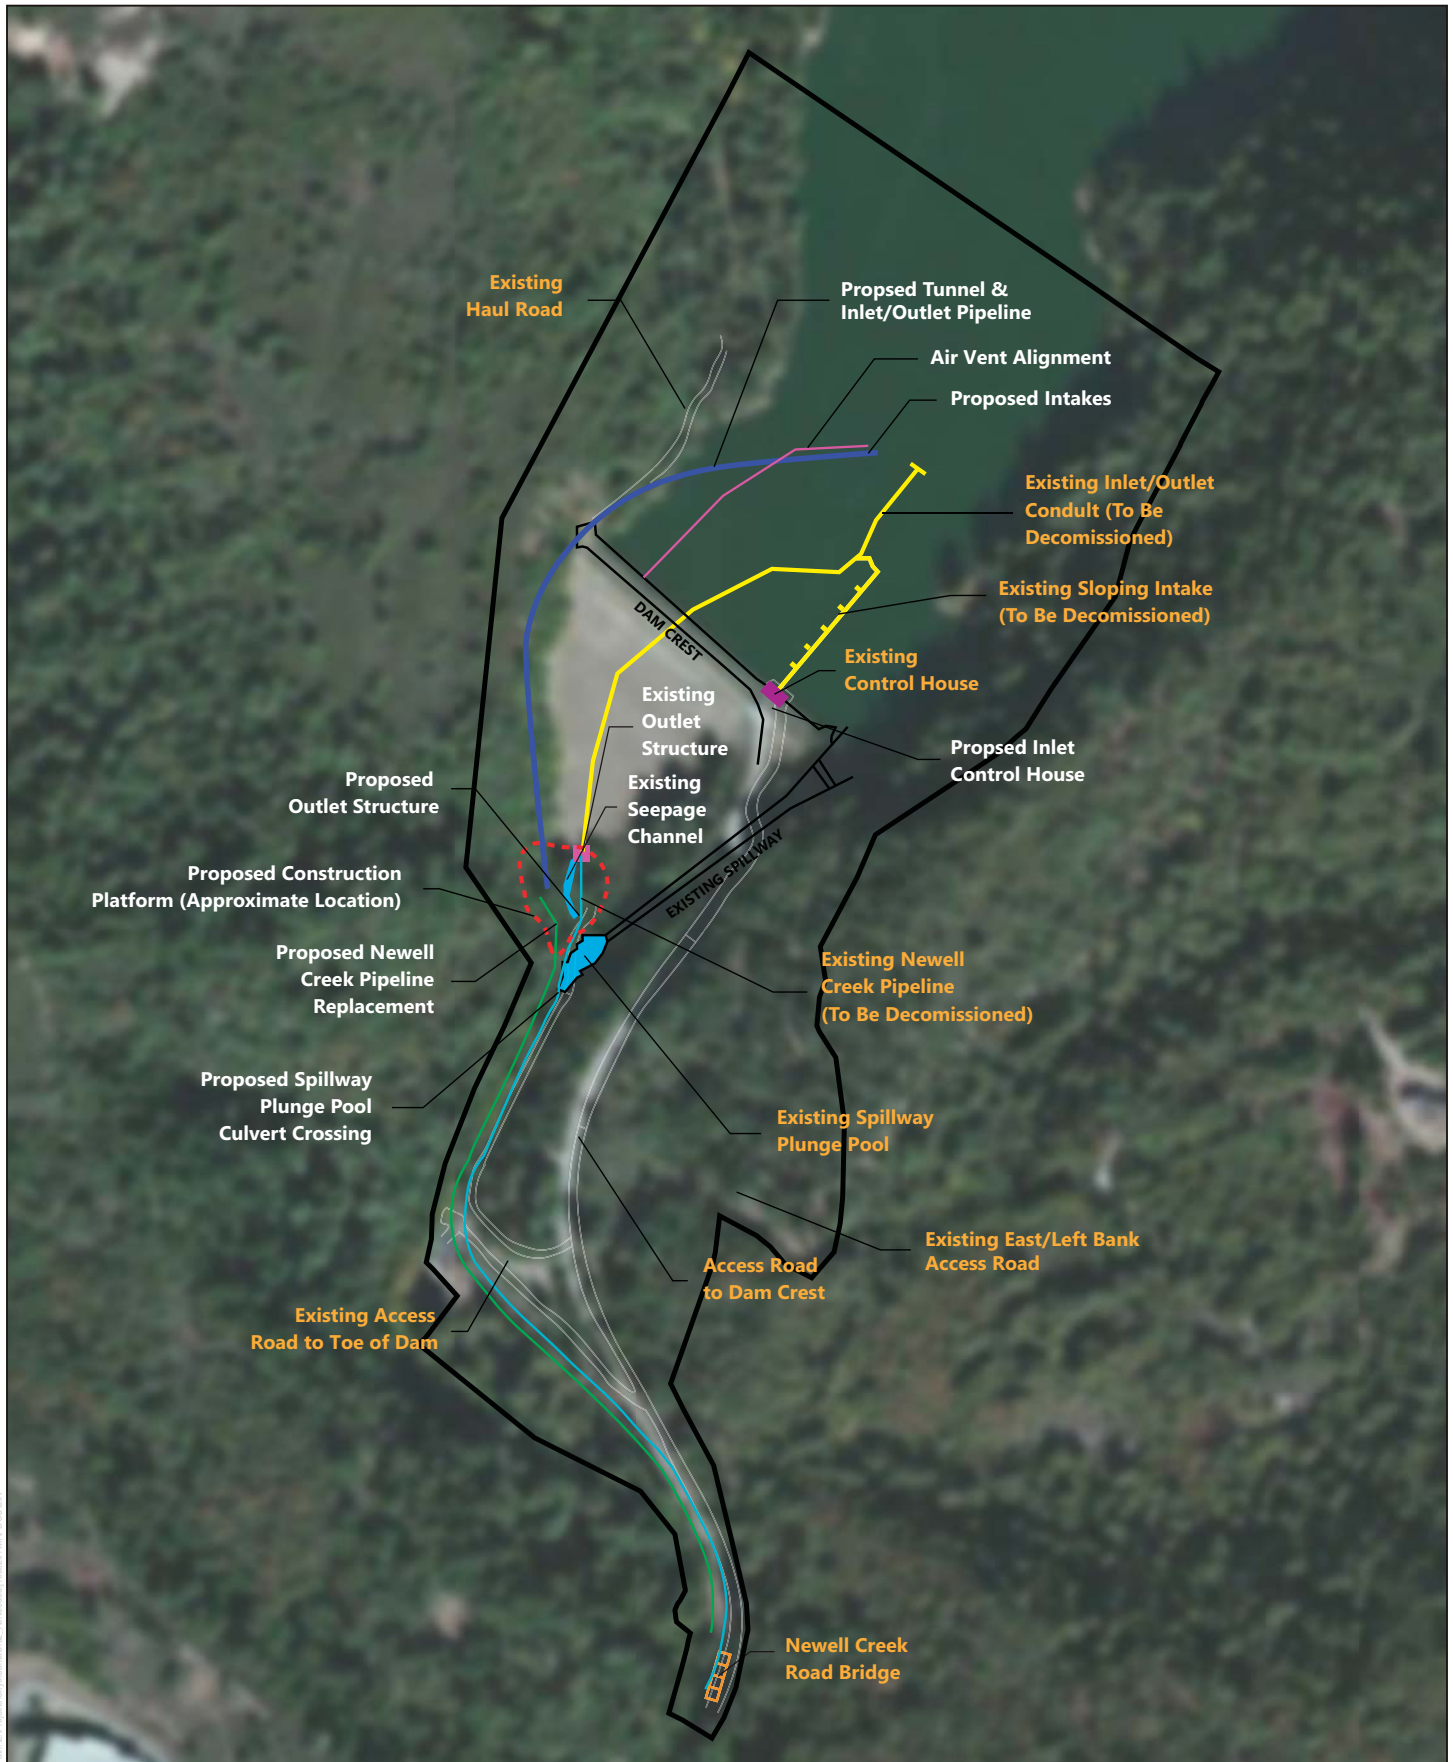 Existing
Haul Road
Propsed Tunnel &
Inlet/Outlet Pipeline
Air Vent Alignment
Proposed Intakes
Existing Inlet/Outlet
Condult (To Be
Decomissioned)
Existing Sloping Intake
(To Be Decomissioned)
DAM CREST
Existing
Control House
Existing
Outlet
Structure
Propsed Inlet
Control House
Existing
Seepage
Channel
Proposed
Outlet Structure
EXISTING SPILLWAY
Proposed Construction
Platform (Approximate Location)
Proposed Newell
Creek Pipeline
Replacement
Existing Newell
Creek Pipeline
(To Be Decomissioned)
Proposed Spillway
Plunge Pool
Culvert Crossing
Existing Spillway
Plunge Pool
Existing East/Left Bank
Access Road
Access Road
to Dam Crest
Existing Access
Road to Toe of Dam
Newell Creek
Road Bridge